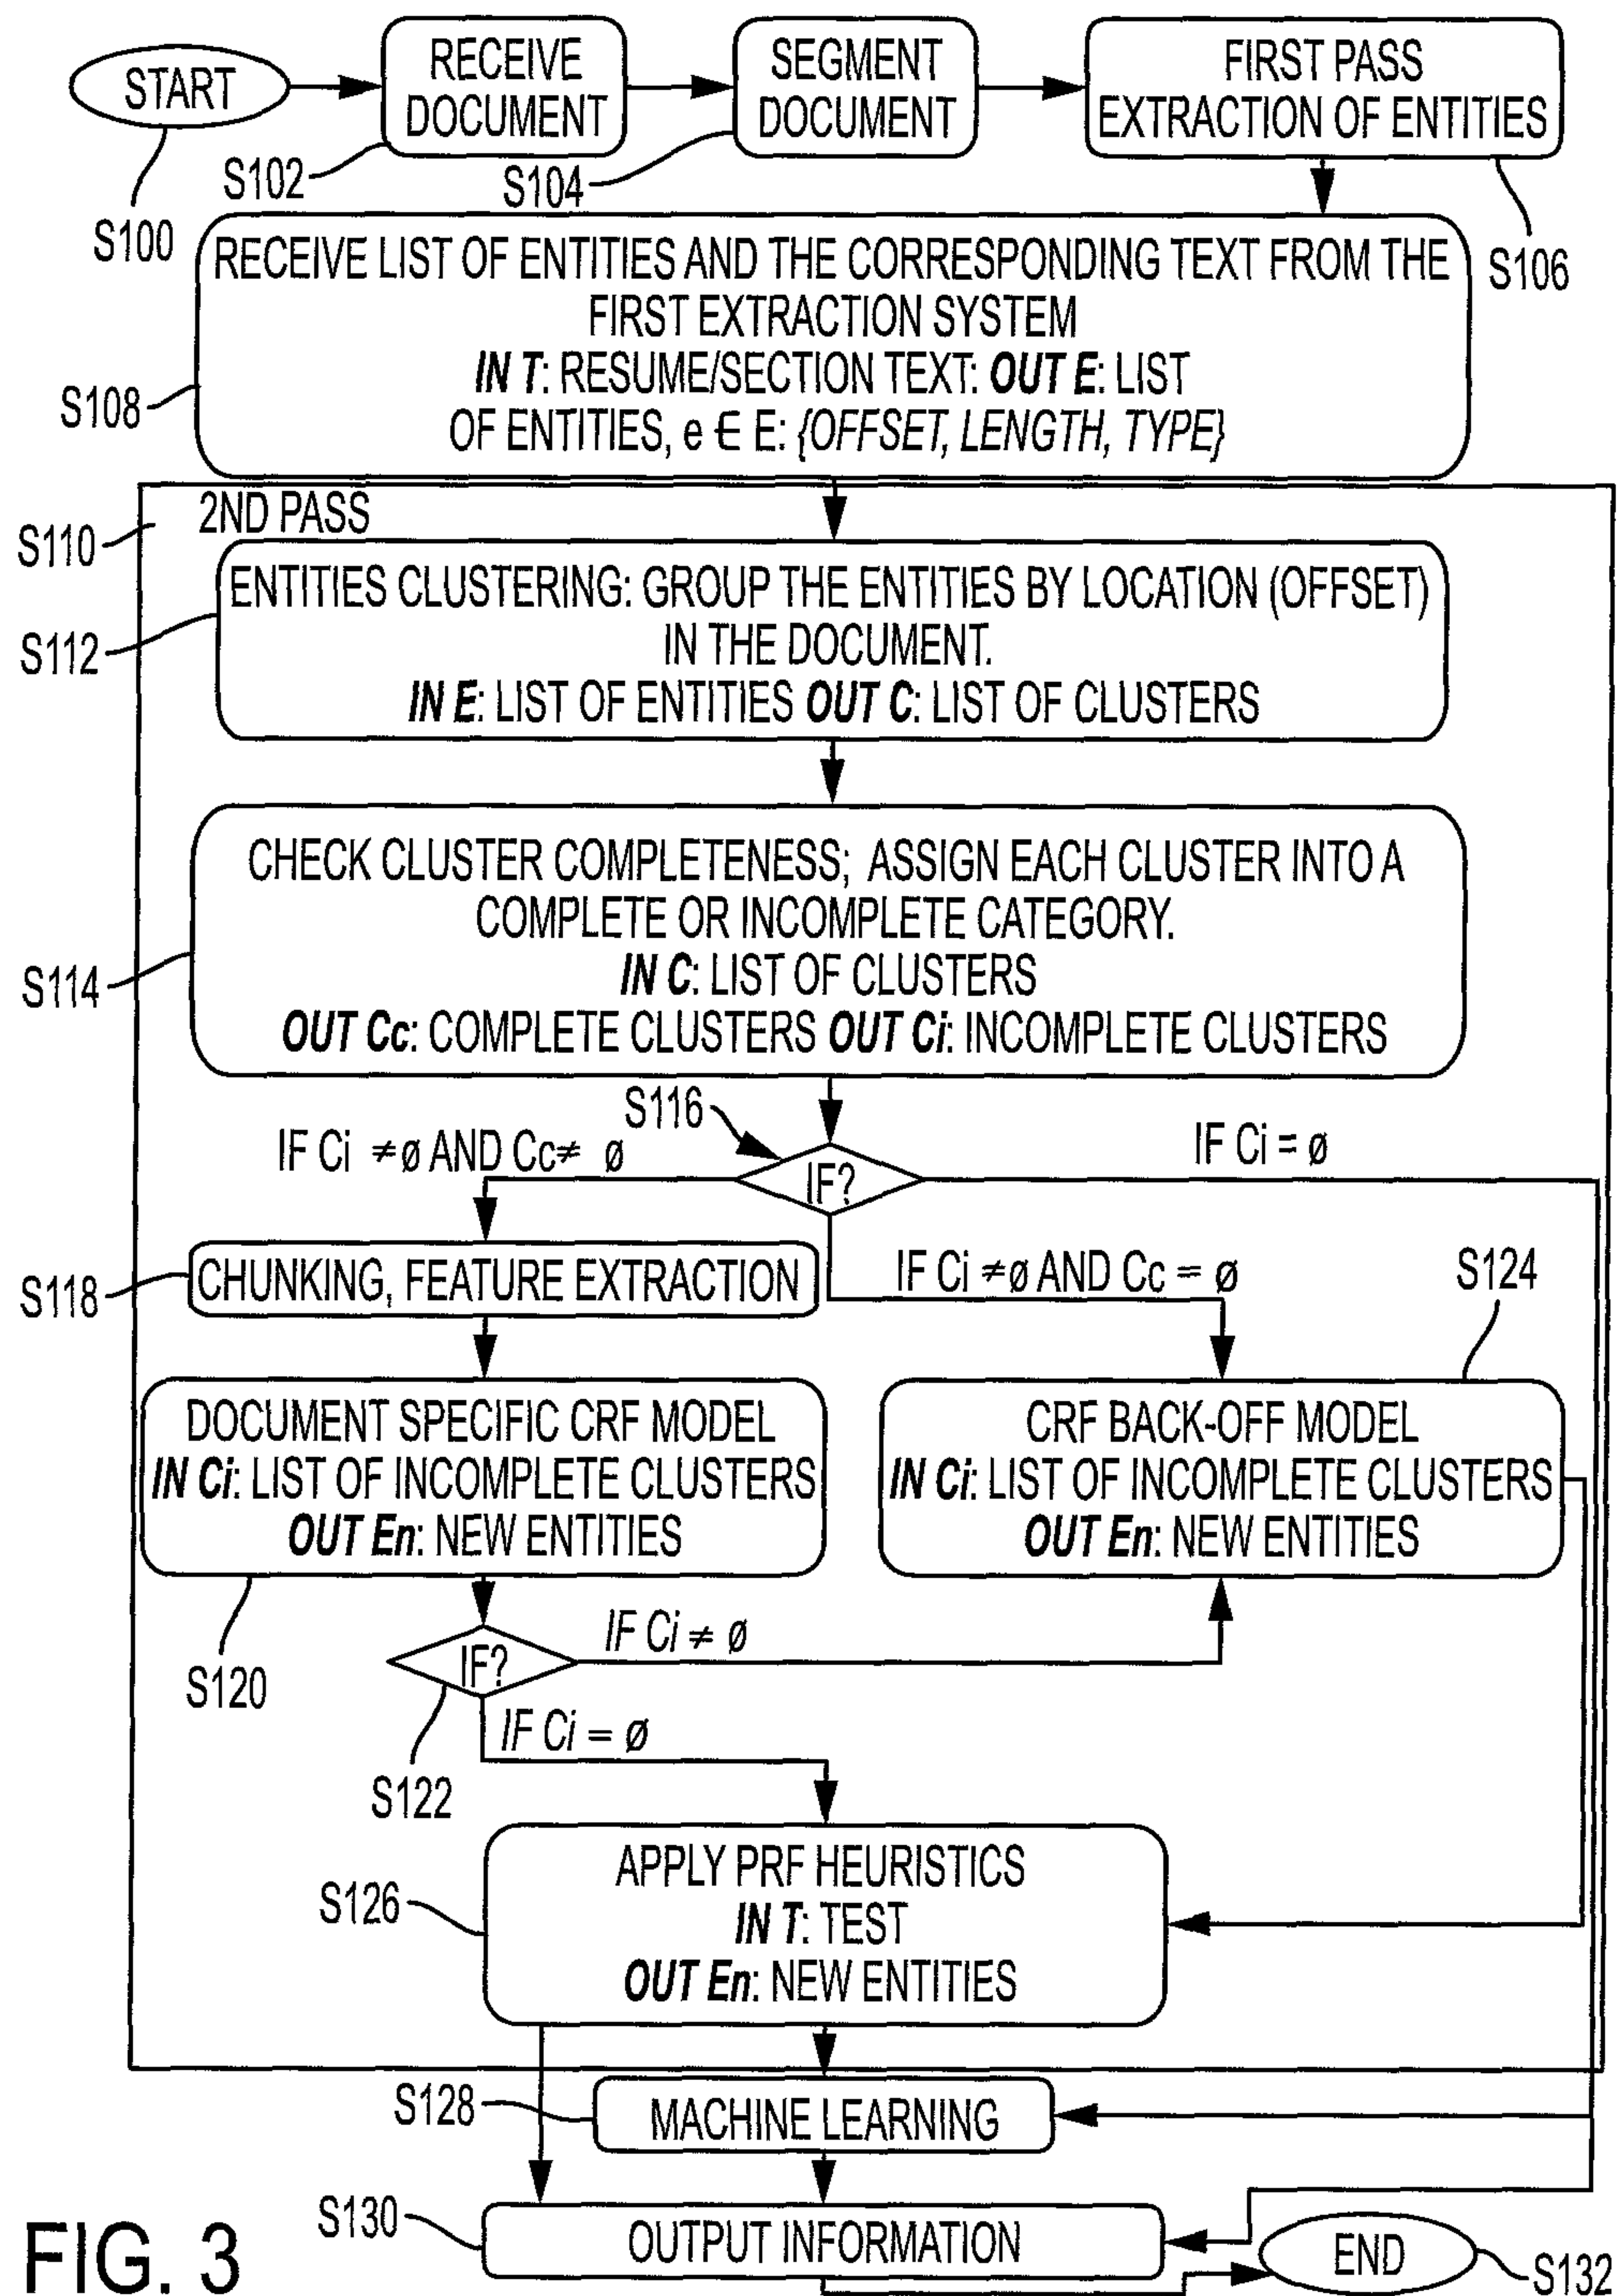 START
RECEIVE
DOCUMENT
SEGMENT
DOCUMENT
FIRST PASS
EXTRACTION OF ENTITIES
S100
S102
S104
S106
RECEIVE LIST OF ENTITIES AND THE CORRESPONDING TEXT FROM THE
FIRST EXTRACTION SYSTEM
IN T: RESUME/SECTION TEXT: OUT E: LIST
OF ENTITIES, e ∈ E: {OFFSET, LENGTH, TYPE}
S108
2ND PASS
S110
ENTITIES CLUSTERING: GROUP THE ENTITIES BY LOCATION (OFFSET)
IN THE DOCUMENT.
IN E: LIST OF ENTITIES OUT C: LIST OF CLUSTERS
S112
CHECK CLUSTER COMPLETENESS; ASSIGN EACH CLUSTER INTO A
COMPLETE OR INCOMPLETE CATEGORY.
IN C: LIST OF CLUSTERS
OUT Cc: COMPLETE CLUSTERS OUT Ci: INCOMPLETE CLUSTERS
S114
S116
IF Ci ≠ø AND Cc≠ ø
IF?
IF Ci = ø
CHUNKING, FEATURE EXTRACTION
S118
IF Ci ≠ø AND Cc = ø
S124
DOCUMENT SPECIFIC CRF MODEL
IN Ci: LIST OF INCOMPLETE CLUSTERS
OUT En: NEW ENTITIES
CRF BACK-OFF MODEL
IN Ci: LIST OF INCOMPLETE CLUSTERS
OUT En: NEW ENTITIES
S120
IF?
IF Ci ≠ ø
IF Ci = ø
S122
APPLY PRF HEURISTICS
IN T: TEST
OUT En: NEW ENTITIES
S126
MACHINE LEARNING
S128
OUTPUT INFORMATION
S130
END
S132
FIG. 3